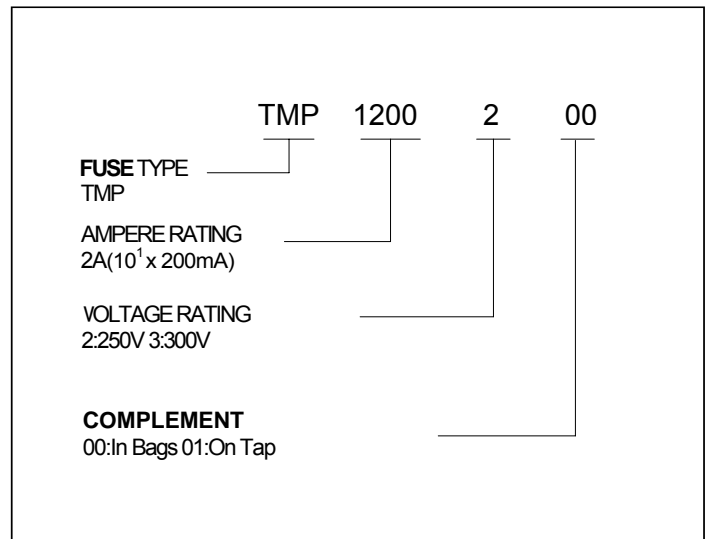 TMP 1200 2 00
FUSE TYPE
TMP
AMPERE RATING
2A(10¹ x 200mA)
VOLTAGE RATING
2:250V 3:300V
COMPLEMENT
00:In Bags 01:On Tap